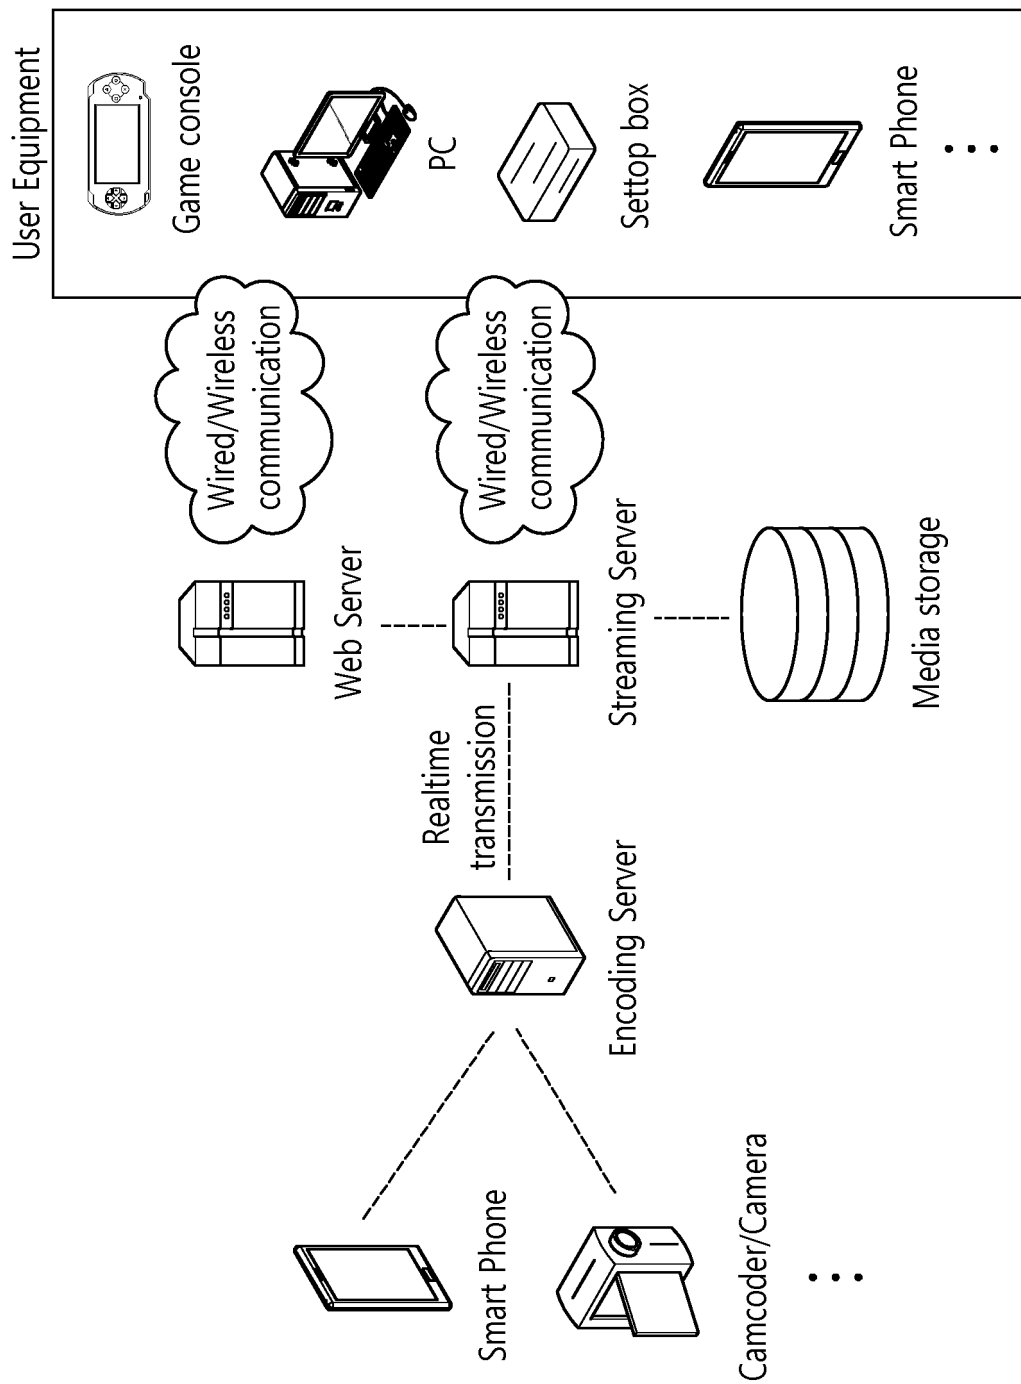 User Equipment
Game console
PC
Settop box
Smart Phone
Wired/Wireless
communication
Wired/Wireless
communication
Web Server
Streaming Server
Media storage
Realtime
transmission
Encoding Server
Smart Phone
Camcoder/Camera